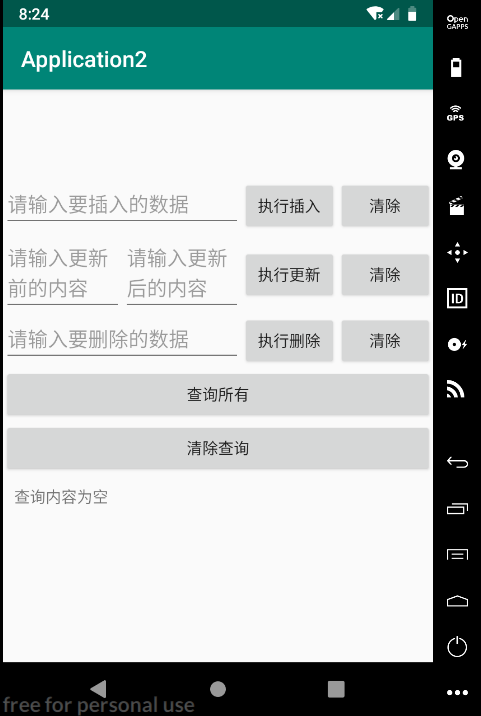 8:24
Open
GAPPS
Application2
GPS
请输入要插入的数据 执行插入 清除
请输入更新 请输入更新
前的内容 后的内容 执行更新 清除
ID
请输入要删除的数据 执行删除 清除
查询所有
清除查询
查询内容为空
free for personal use